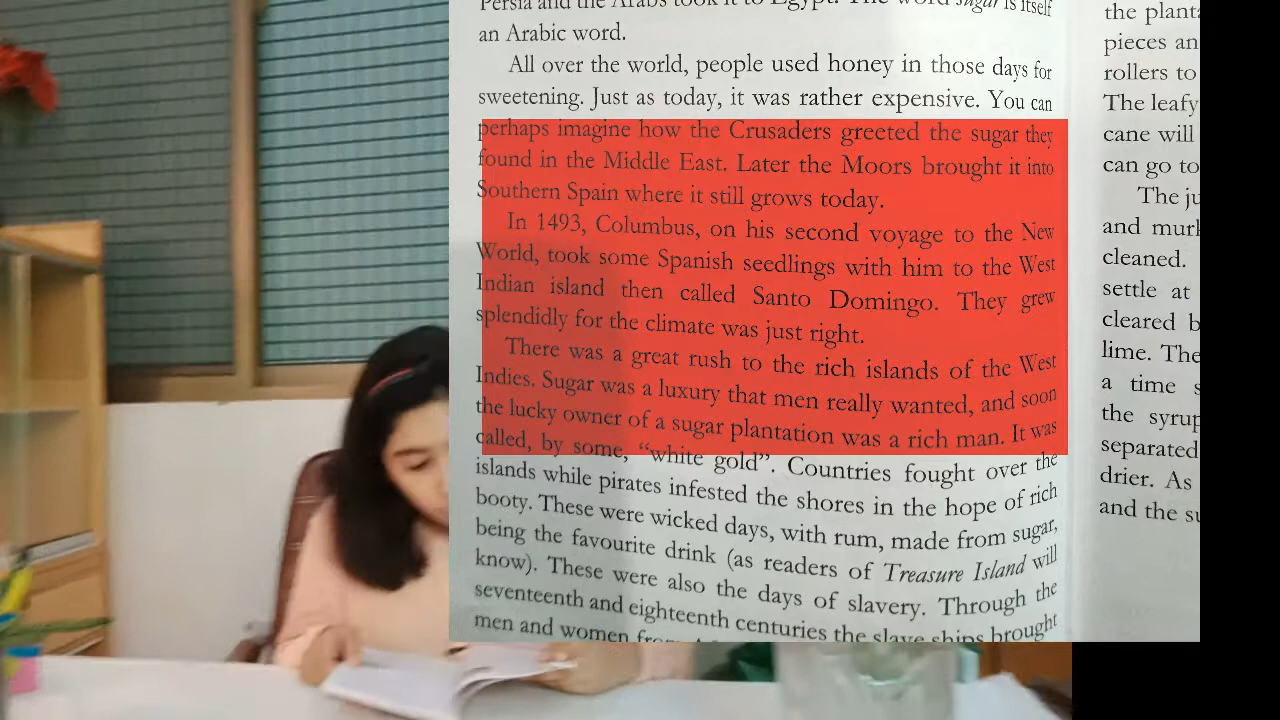 Persia and the Arabs took it to Egypt. The word sugar is itself
an Arabic word.
All over the world, people used honey in those days for
sweetening. Just as today, it was rather expensive. You can
perhaps imagine how the Crusaders greeted the sugar they
found in the Middle East. Later the Moors brought it into
Southern Spain where it still grows today.
In 1493, Columbus, on his second voyage to the New
World, took some Spanish seedlings with him to the West
Indian island then called Santo Domingo. They grew
splendidly for the climate was just right.
There was a great rush to the rich islands of the West
Indies. Sugar was a luxury that men really wanted, and soon
the lucky owner of a sugar plantation was a rich man. It was
called, by some, “white gold”. Countries fought over the
islands while pirates infested the shores in the hope of rich
booty. These were wicked days, with rum, made from sugar,
being the favourite drink (as readers of Treasure Island will
know). These were also the days of slavery. Through the
seventeenth and eighteenth centuries the slave ships brought
men and women
the
pieces an
rollers to
The leafy
cane will
can go to
The
and
cleaned.
settle at
cleared
lime. The
a time
the
separated
drier. As
and the